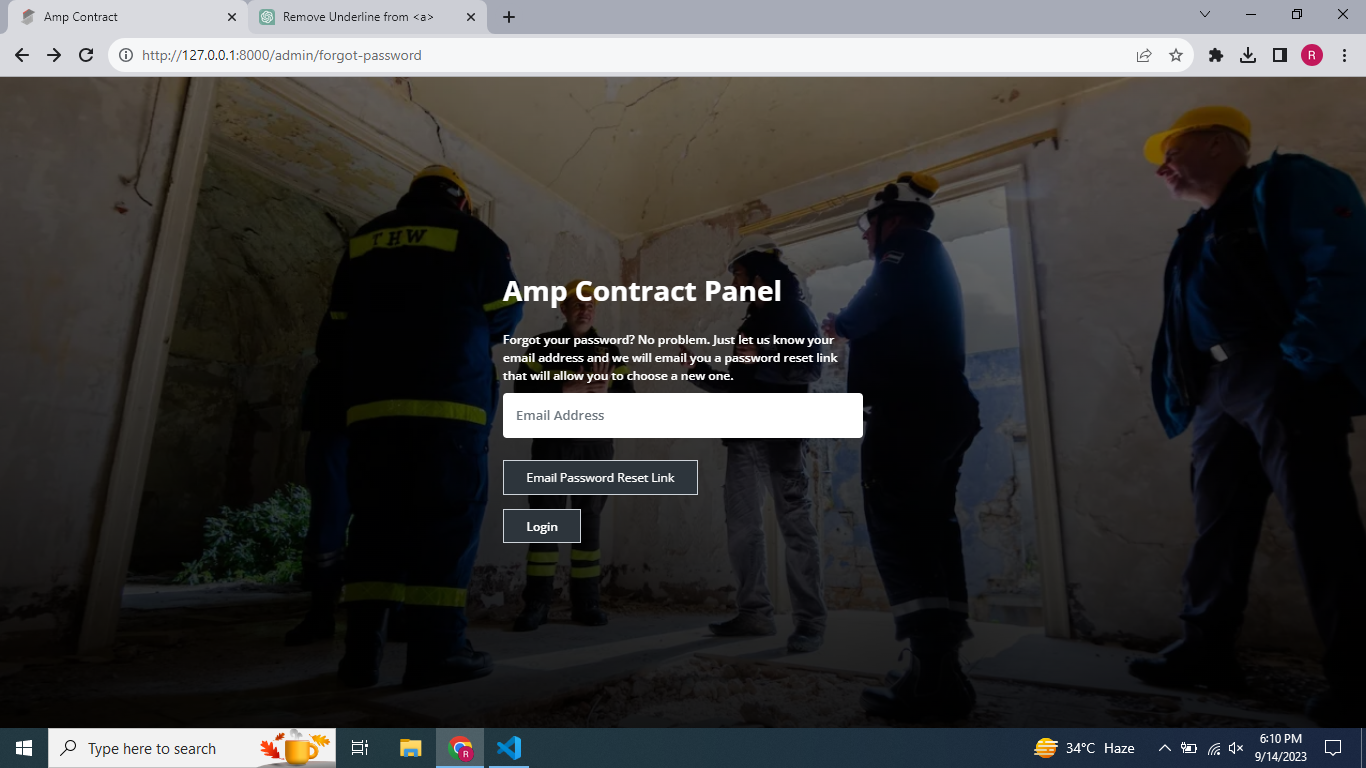 Amp Contract
Remove Underline from <a>
http://127.0.0.1:8000/admin/forgot-password
R
THW
Amp Contract Panel
Forgot your password? No problem. Just let us know your
email address and we will email you a password reset link
that will allow you to choose a new one.
Email Address
Email Password Reset Link
Login
Type here to search
R
34°C Haze
6:10 PM
9/14/2023